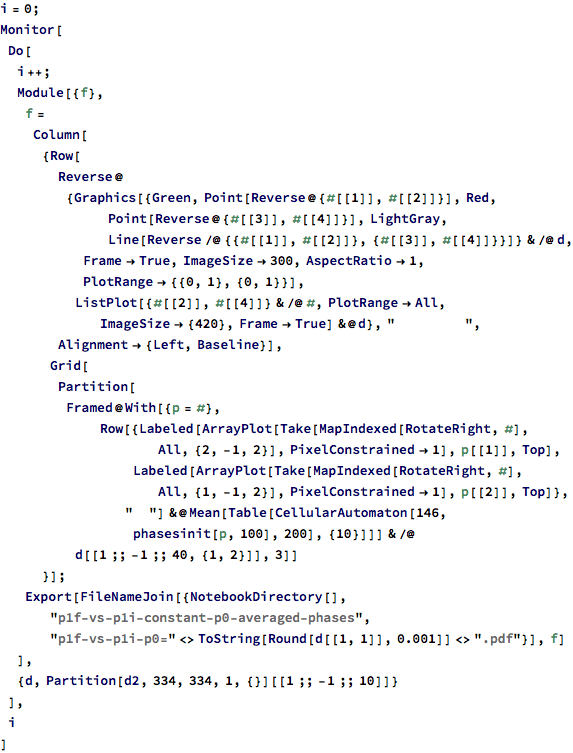 i = 0;
Monitor[
Do[
i ++;
Module[{f},
f =
Column[
{Row[
Reverse @
{Graphics[{Green, Point[Reverse @ {#[[1]], #[[2]]}], Red,
Point[Reverse @ {#[[3]], #[[4]]}], LightGray,
Line[Reverse /@ {{#[[1]], #[[2]]}, {#[[3]], #[[4]]}}]} & /@ d,
Frame → True, ImageSize → 300, AspectRatio → 1,
PlotRange → {{0, 1}, {0, 1}}],
ListPlot[{#[[2]], #[[4]]} & /@ #, PlotRange → All,
ImageSize → {420}, Frame → True] &@ d}, "        ",
Alignment → {Left, Baseline}],
Grid[
Partition[
Framed @ With[{p = #},
Row[{Labeled[ArrayPlot[Take[MapIndexed[RotateRight, #],
All, {2, -1, 2}], PixelConstrained → 1], p[[1]], Top],
Labeled[ArrayPlot[Take[MapIndexed[RotateRight, #],
All, {1, -1, 2}], PixelConstrained → 1], p[[2]], Top]},
"  "] &@ Mean[Table[CellularAutomaton[146,
phasesinit[p, 100], 200], {10}]]] & /@
d[[1 ;; -1 ;; 40, {1, 2}]], 3]]
}];
Export[FileNameJoin[{NotebookDirectory[],
"p1f-vs-p1i-constant-p0-averaged-phases",
"p1f-vs-p1i-p0=" <> ToString[Round[d[[1, 1]], 0.001]] <> ".pdf"}], f]
],
{d, Partition[d2, 334, 334, 1, {}][[1 ;; -1 ;; 10]]}
],
i
]